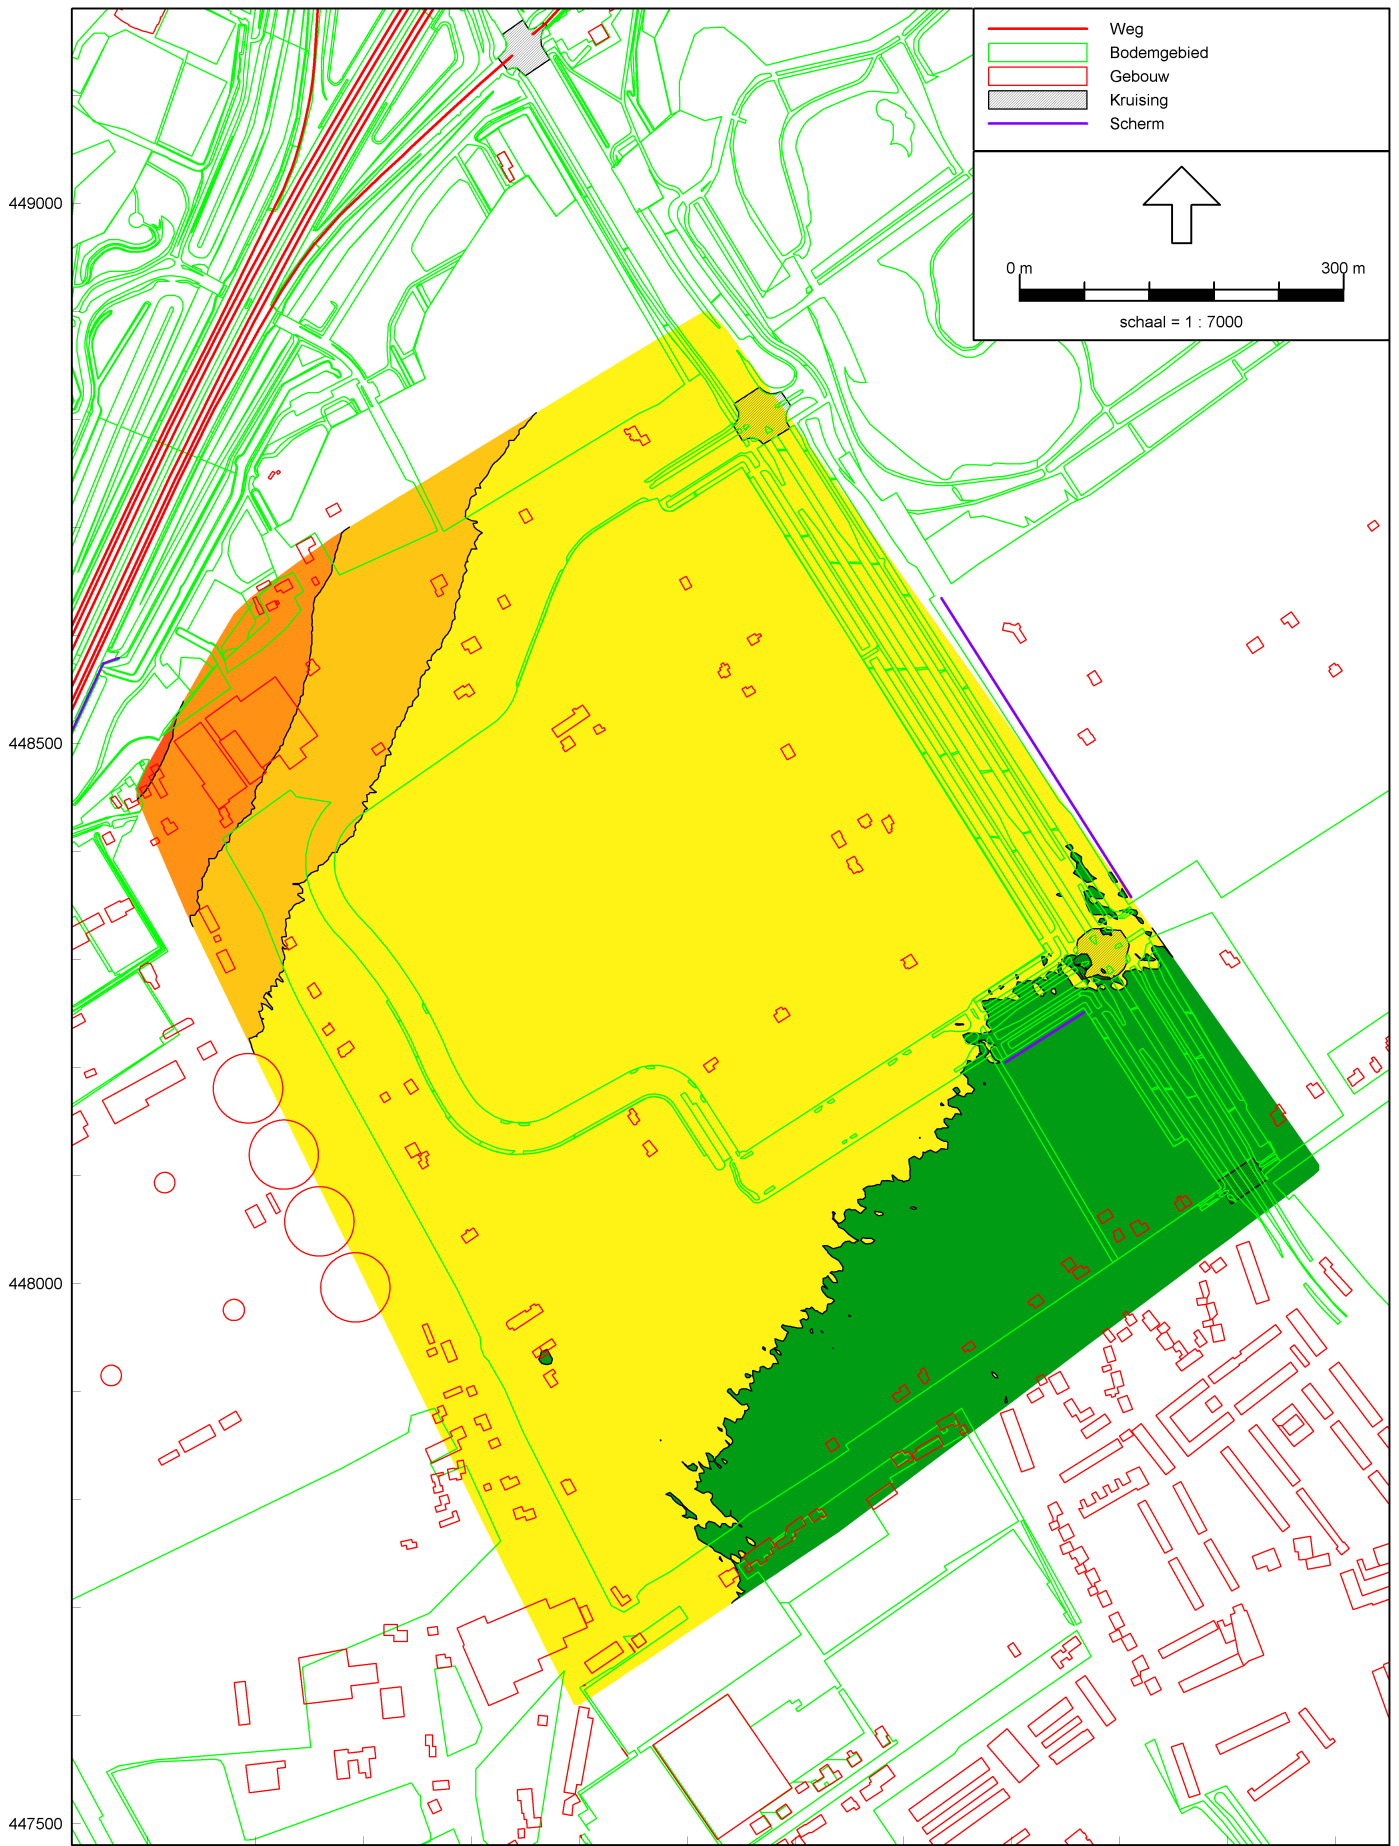 Weg
Bodemgebied
Gebouw
Kruising
Scherm
0 m 300 m
schaal = 1 : 7000
449000
448500
448000
447500